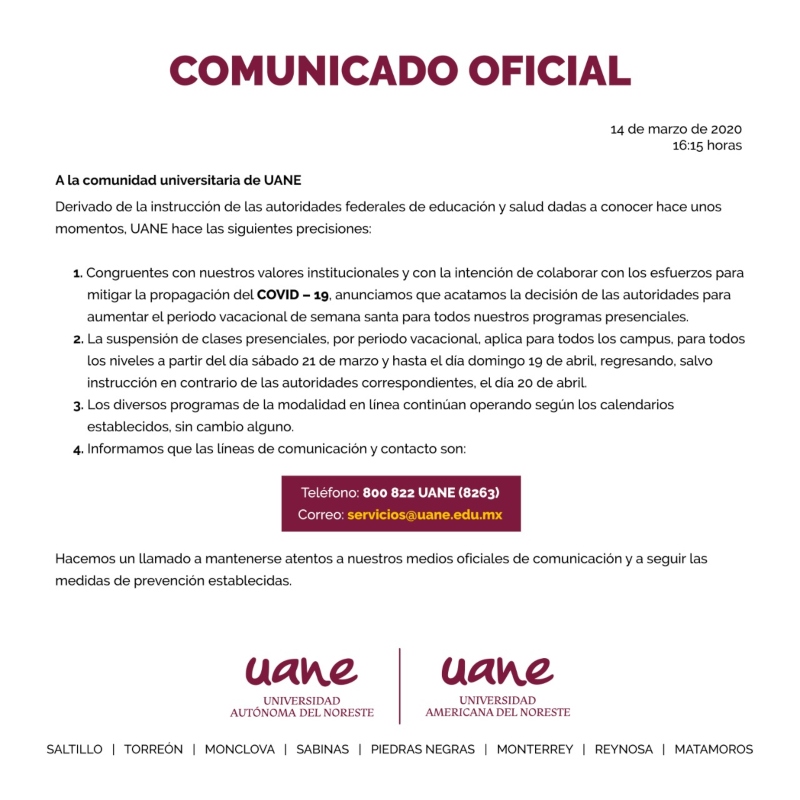 COMUNICADO OFICIAL
14 de marzo de 2020
16:15 horas
A la comunidad universitaria de UANE
Derivado de la instrucción de las autoridades federales de educación y salud dadas a conocer hace unos
momentos, UANE hace las siguientes precisiones:
1. Congruentes con nuestros valores institucionales y con la intención de colaborar con los esfuerzos para
mitigar la propagación del COVID – 19, anunciamos que acatamos la decisión de las autoridades para
aumentar el periodo vacacional de semana santa para todos nuestros programas presenciales.
2. La suspensión de clases presenciales, por periodo vacacional, aplica para todos los campus, para todos
los niveles a partir del día sábado 21 de marzo y hasta el día domingo 19 de abril, regresando, salvo
instrucción en contrario de las autoridades correspondientes, el día 20 de abril.
3. Los diversos programas de la modalidad en línea continúan operando según los calendarios
establecidos, sin cambio alguno.
4. Informamos que las líneas de comunicación y contacto son:
Teléfono: 800 822 UANE (8263)
Correo: servicios@uane.edu.mx
Hacemos un llamado a mantenerse atentos a nuestros medios oficiales de comunicación y a seguir las
medidas de prevención establecidas.
uane
UNIVERSIDAD
AUTÓNOMA DEL NORESTE
uane
UNIVERSIDAD
AMERICANA DEL NORESTE
SALTILLO | TORREÓN | MONCLOVA | SABINAS | PIEDRAS NEGRAS | MONTERREY | REYNOSA | MATAMOROS